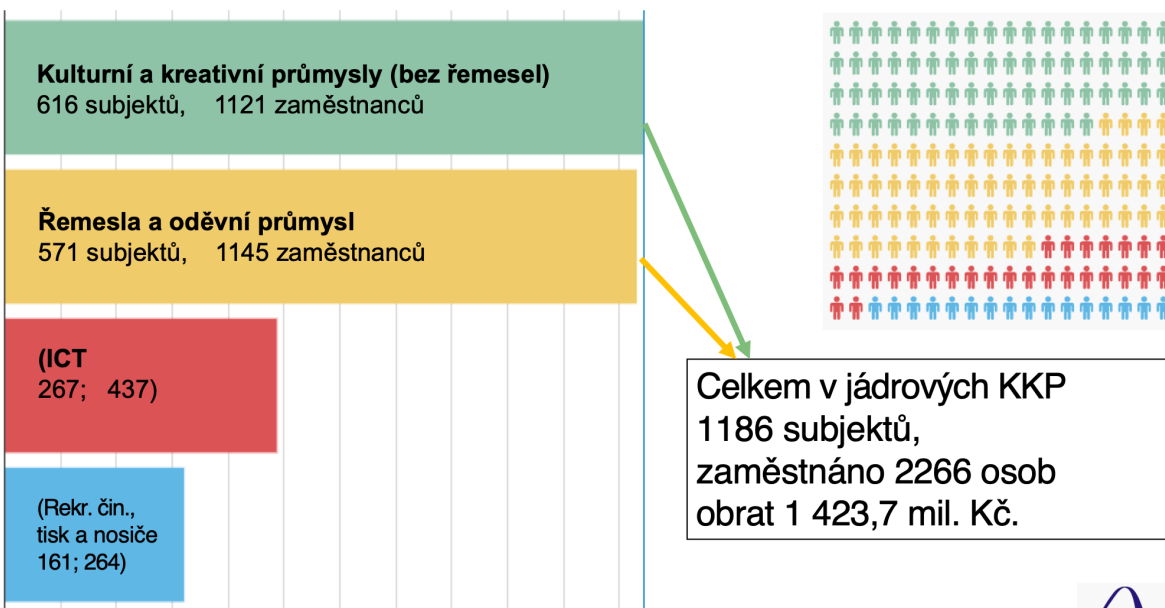 Kulturní a kreativní průmysly (bez řemesel)
616 subjektů, 1121 zaměstnanců
Řemesla a oděvní průmysl
571 subjektů, 1145 zaměstnanců
(ICT
267; 437)
(Rekr. čin.,
tisk a nosiče
161; 264)
Celkem v jádrových KKP
1186 subjektů,
zaměstnáno 2266 osob
obrat 1 423,7 mil. Kč.